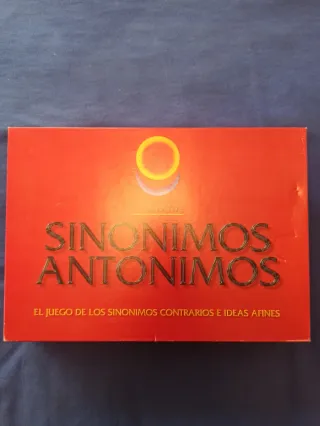 SINONIMOS
ANTONIMOS
EL JUEGO DE LOS SINONIMOS CONTRARIOS E IDEAS AFINES